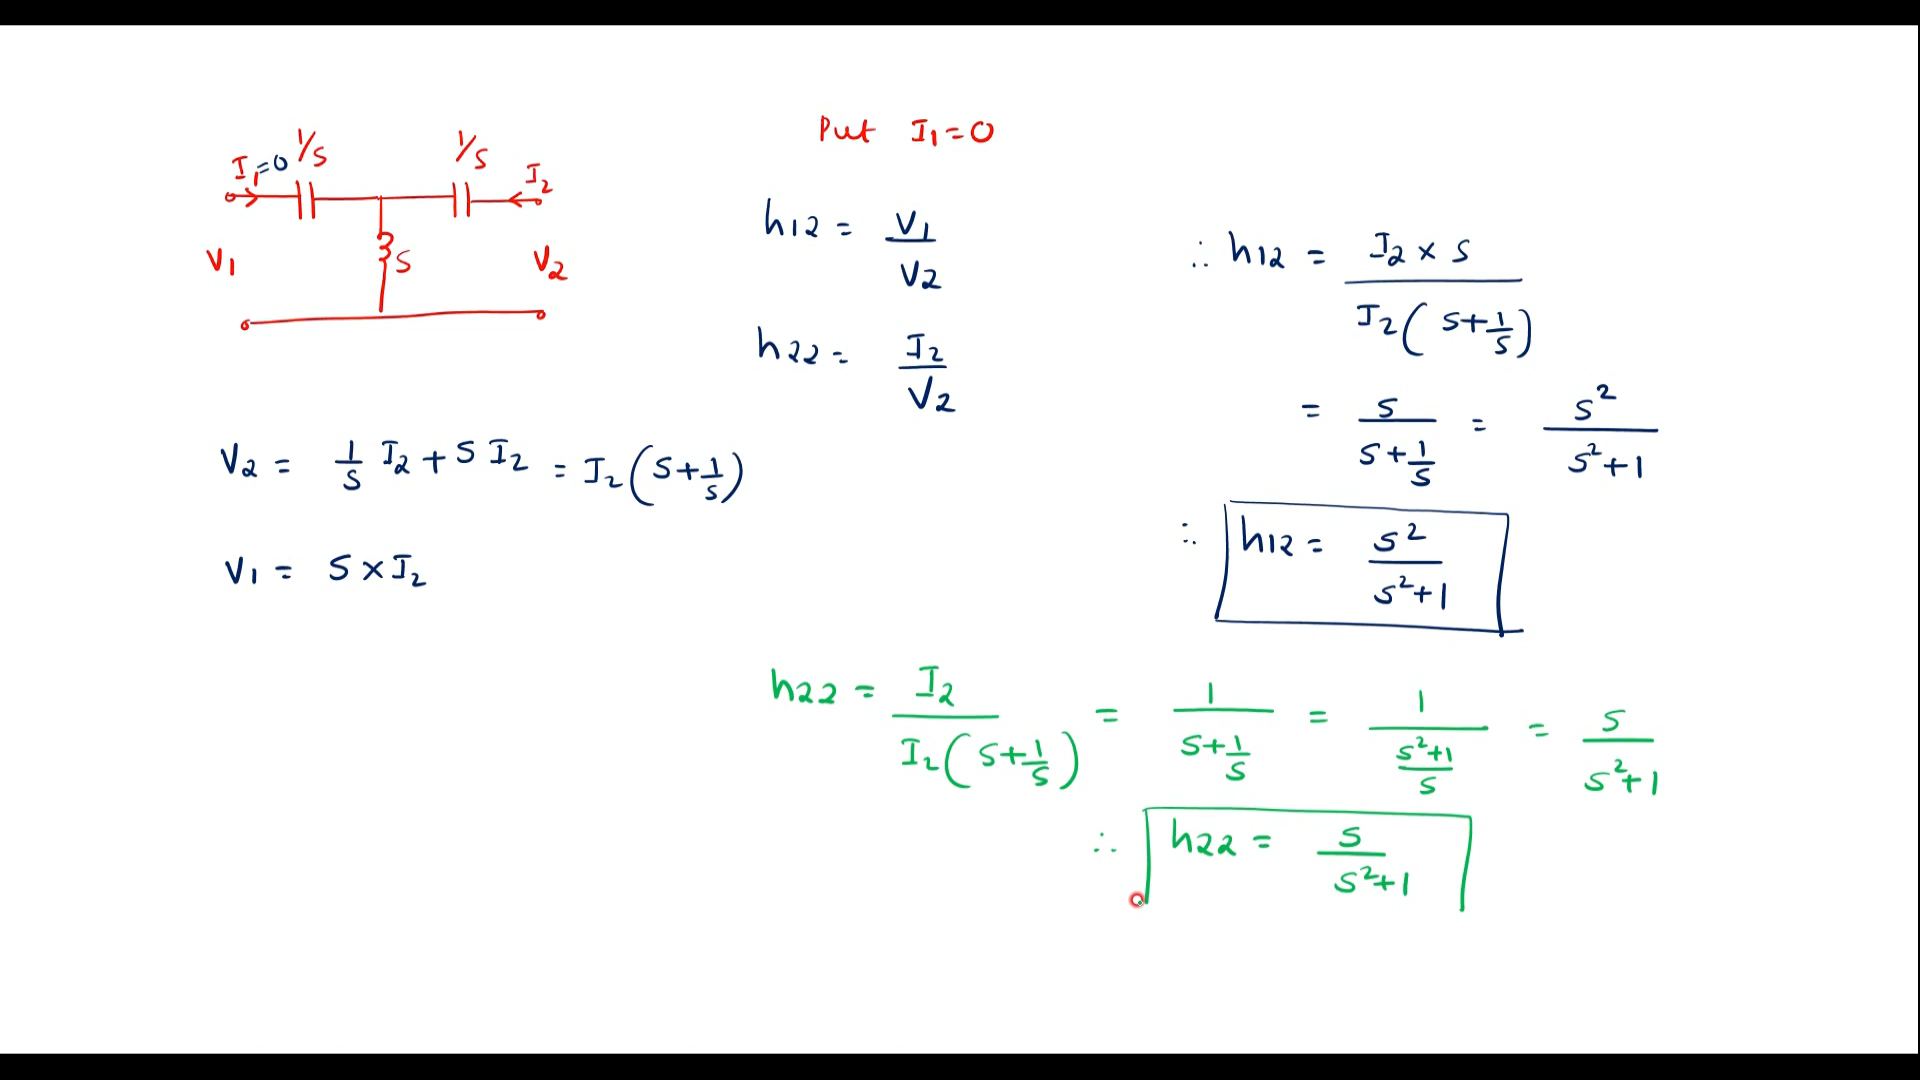 Put I1=0
I1=0 1/s 1/s I2
V1 s V2
h12 = V1/V2
h22 = I2/V2
V2 = 1/s I2 + s I2 = I2(s+1/s)
V1 = s×I2
∴ h12 = I2×s / I2(s+1/s)
= s/(s+1/s) = s²/(s²+1)
∴ h12 = s²/(s²+1)
h22 = I2 / I2(s+1/s) = 1/(s+1/s) = 1/((s²+1)/s) = s/(s²+1)
∴ h22 = s/(s²+1)